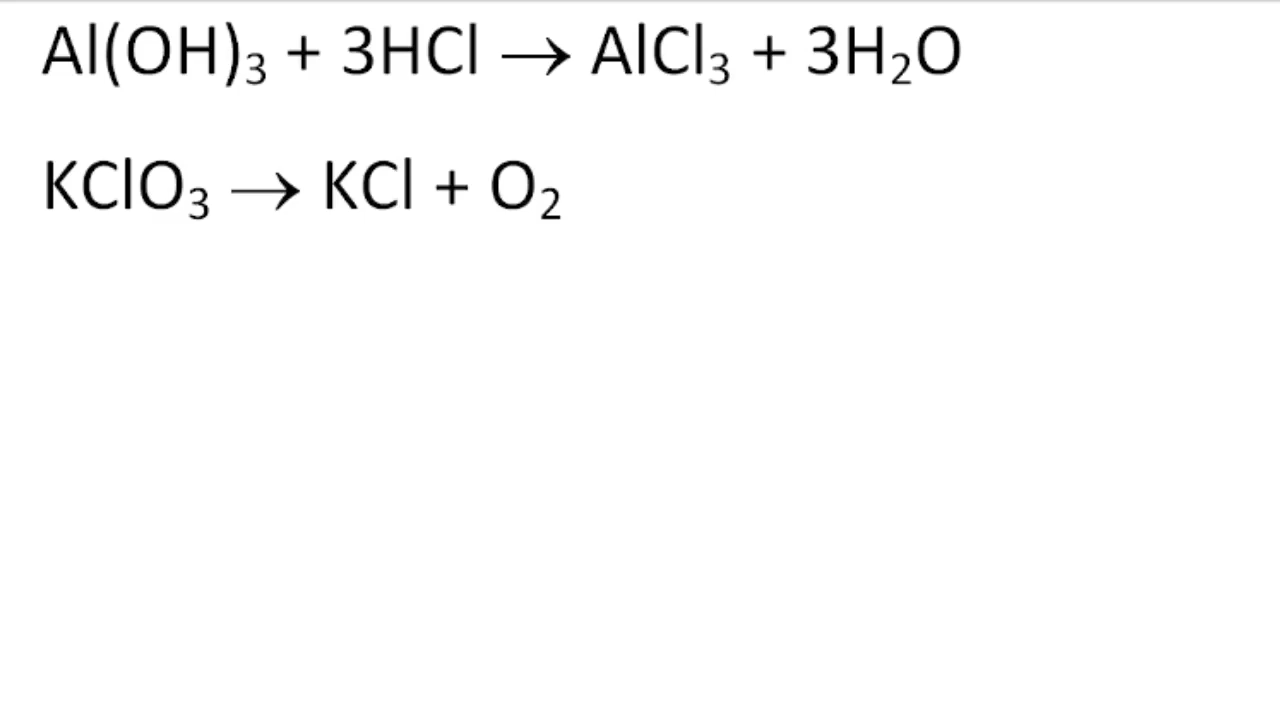 Al(OH)₃ + 3HCl → AlCl₃ + 3H₂O
KClO₃ → KCl + O₂